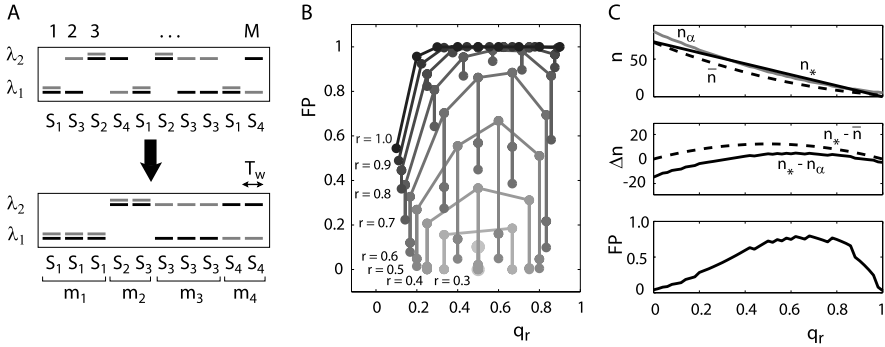 A
1 2 3 ... M
λ2
λ1
S1 S3 S2 S4 S1 S2 S3 S3 S1 S4
Tw
λ2
λ1
S1 S1 S1 S2 S3 S3 S3 S3 S4 S4
m1 m2 m3 m4
B
FP
1
0.8
0.6
0.4
0.2
0
r = 1.0
r = 0.9
r = 0.8
r = 0.7
r = 0.6
r = 0.5
r = 0.4
r = 0.3
0 0.2 0.4 0.6 0.8 1
qr
C
n
50
0
nα
n̄
n*
Δn
20
0
-20
n* - n̄
n* - nα
FP
1.0
0.5
0
0 0.2 0.4 0.6 0.8 1
qr